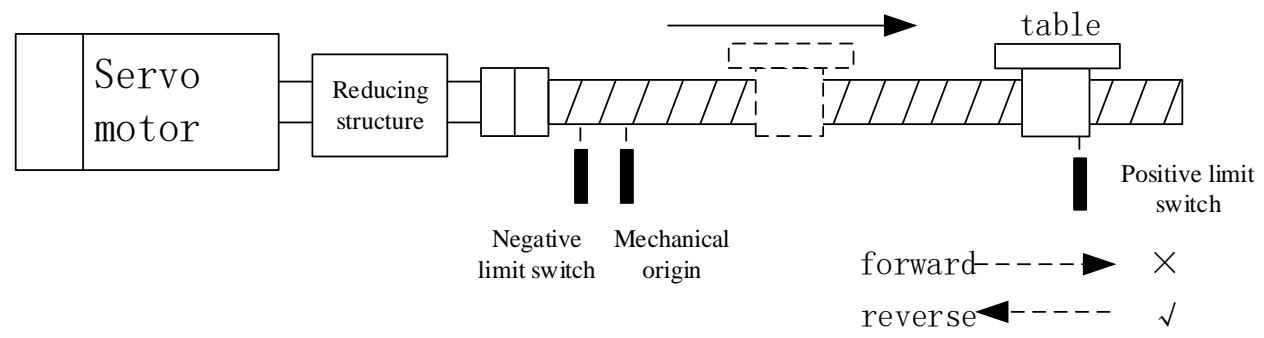 table
Servo
motor
Reducing
structure
Positive limit
switch
Negative
limit switch
Mechanical
origin
forward ×
reverse √